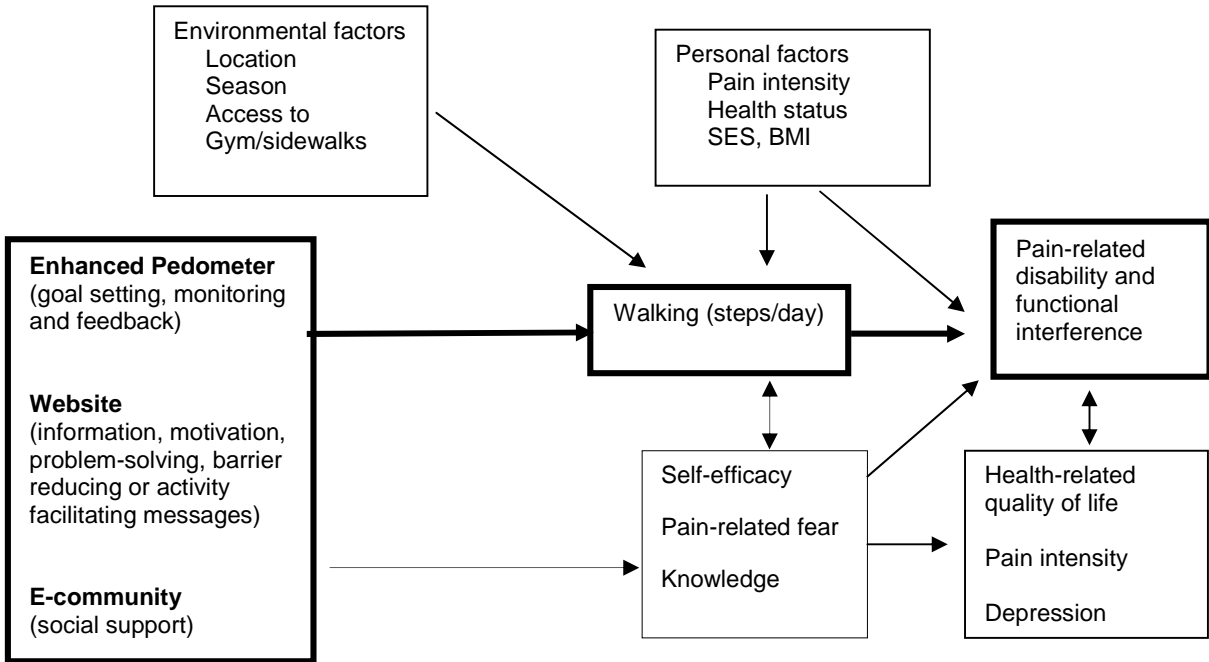 Environmental factors
Location
Season
Access to
Gym/sidewalks
Personal factors
Pain intensity
Health status
SES, BMI
Enhanced Pedometer
(goal setting, monitoring
and feedback)
Website
(information, motivation,
problem-solving, barrier
reducing or activity
facilitating messages)
E-community
(social support)
Walking (steps/day)
Pain-related
disability and
functional
interference
Self-efficacy
Pain-related fear
Knowledge
Health-related
quality of life
Pain intensity
Depression